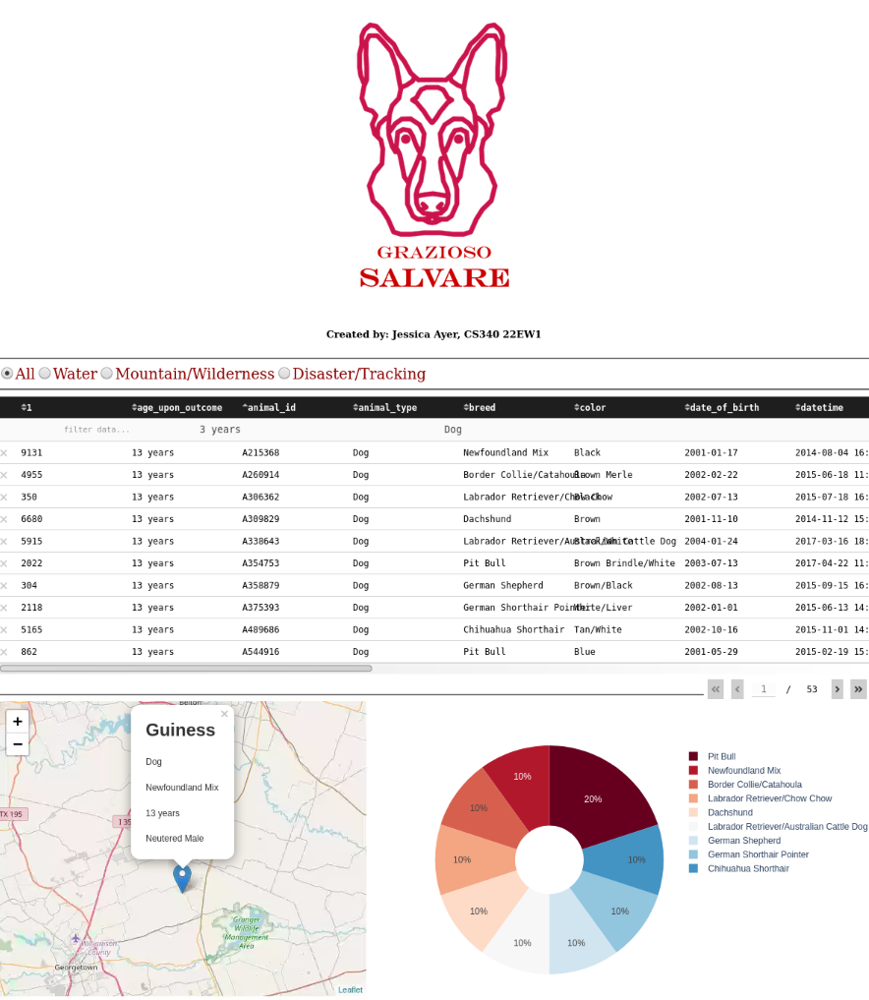 GRAZIOSO
SALVARE
Created by: Jessica Ayer, CS340 22EW1
All Water Mountain/Wilderness Disaster/Tracking
1 age_upon_outcome animal_id animal_type breed color date_of_birth datetime
filter data... 3 years Dog
9131 13 years A215368 Dog Newfoundland Mix Black 2001-01-17 2014-08-04 16:
4955 13 years A260914 Dog Border Collie/Catahoula Brown Merle 2002-02-22 2015-06-18 11:
350 13 years A306362 Dog Labrador Retriever/Chow Chow Black 2002-07-13 2015-07-18 16:
6680 13 years A309829 Dog Dachshund Brown 2001-11-10 2014-11-12 15:
5915 13 years A338643 Dog Labrador Retriever/Australian Cattle Dog Black/White 2004-01-24 2017-03-16 18:
2022 13 years A354753 Dog Pit Bull Brown Brindle/White 2003-07-13 2017-04-22 11:
304 13 years A358879 Dog German Shepherd Brown/Black 2002-08-13 2015-09-15 16:
2118 13 years A375393 Dog German Shorthair Pointer White/Liver 2002-01-01 2015-06-13 14:
5165 13 years A489686 Dog Chihuahua Shorthair Tan/White 2002-10-16 2015-11-01 14:
862 13 years A544916 Dog Pit Bull Blue 2001-05-29 2015-02-19 15:
1 / 53
Belton
+
−
Guiness
×
Dog
Newfoundland Mix
13 years
Neutered Male
TX 195
I 35
Granger
Wildlife
Management
Area
Williamson
County
Georgetown
Leaflet
10%
20%
10%
10%
10%
10%
10%
10%
10%
Pit Bull
Newfoundland Mix
Border Collie/Catahoula
Labrador Retriever/Chow Chow
Dachshund
Labrador Retriever/Australian Cattle Dog
German Shepherd
German Shorthair Pointer
Chihuahua Shorthair